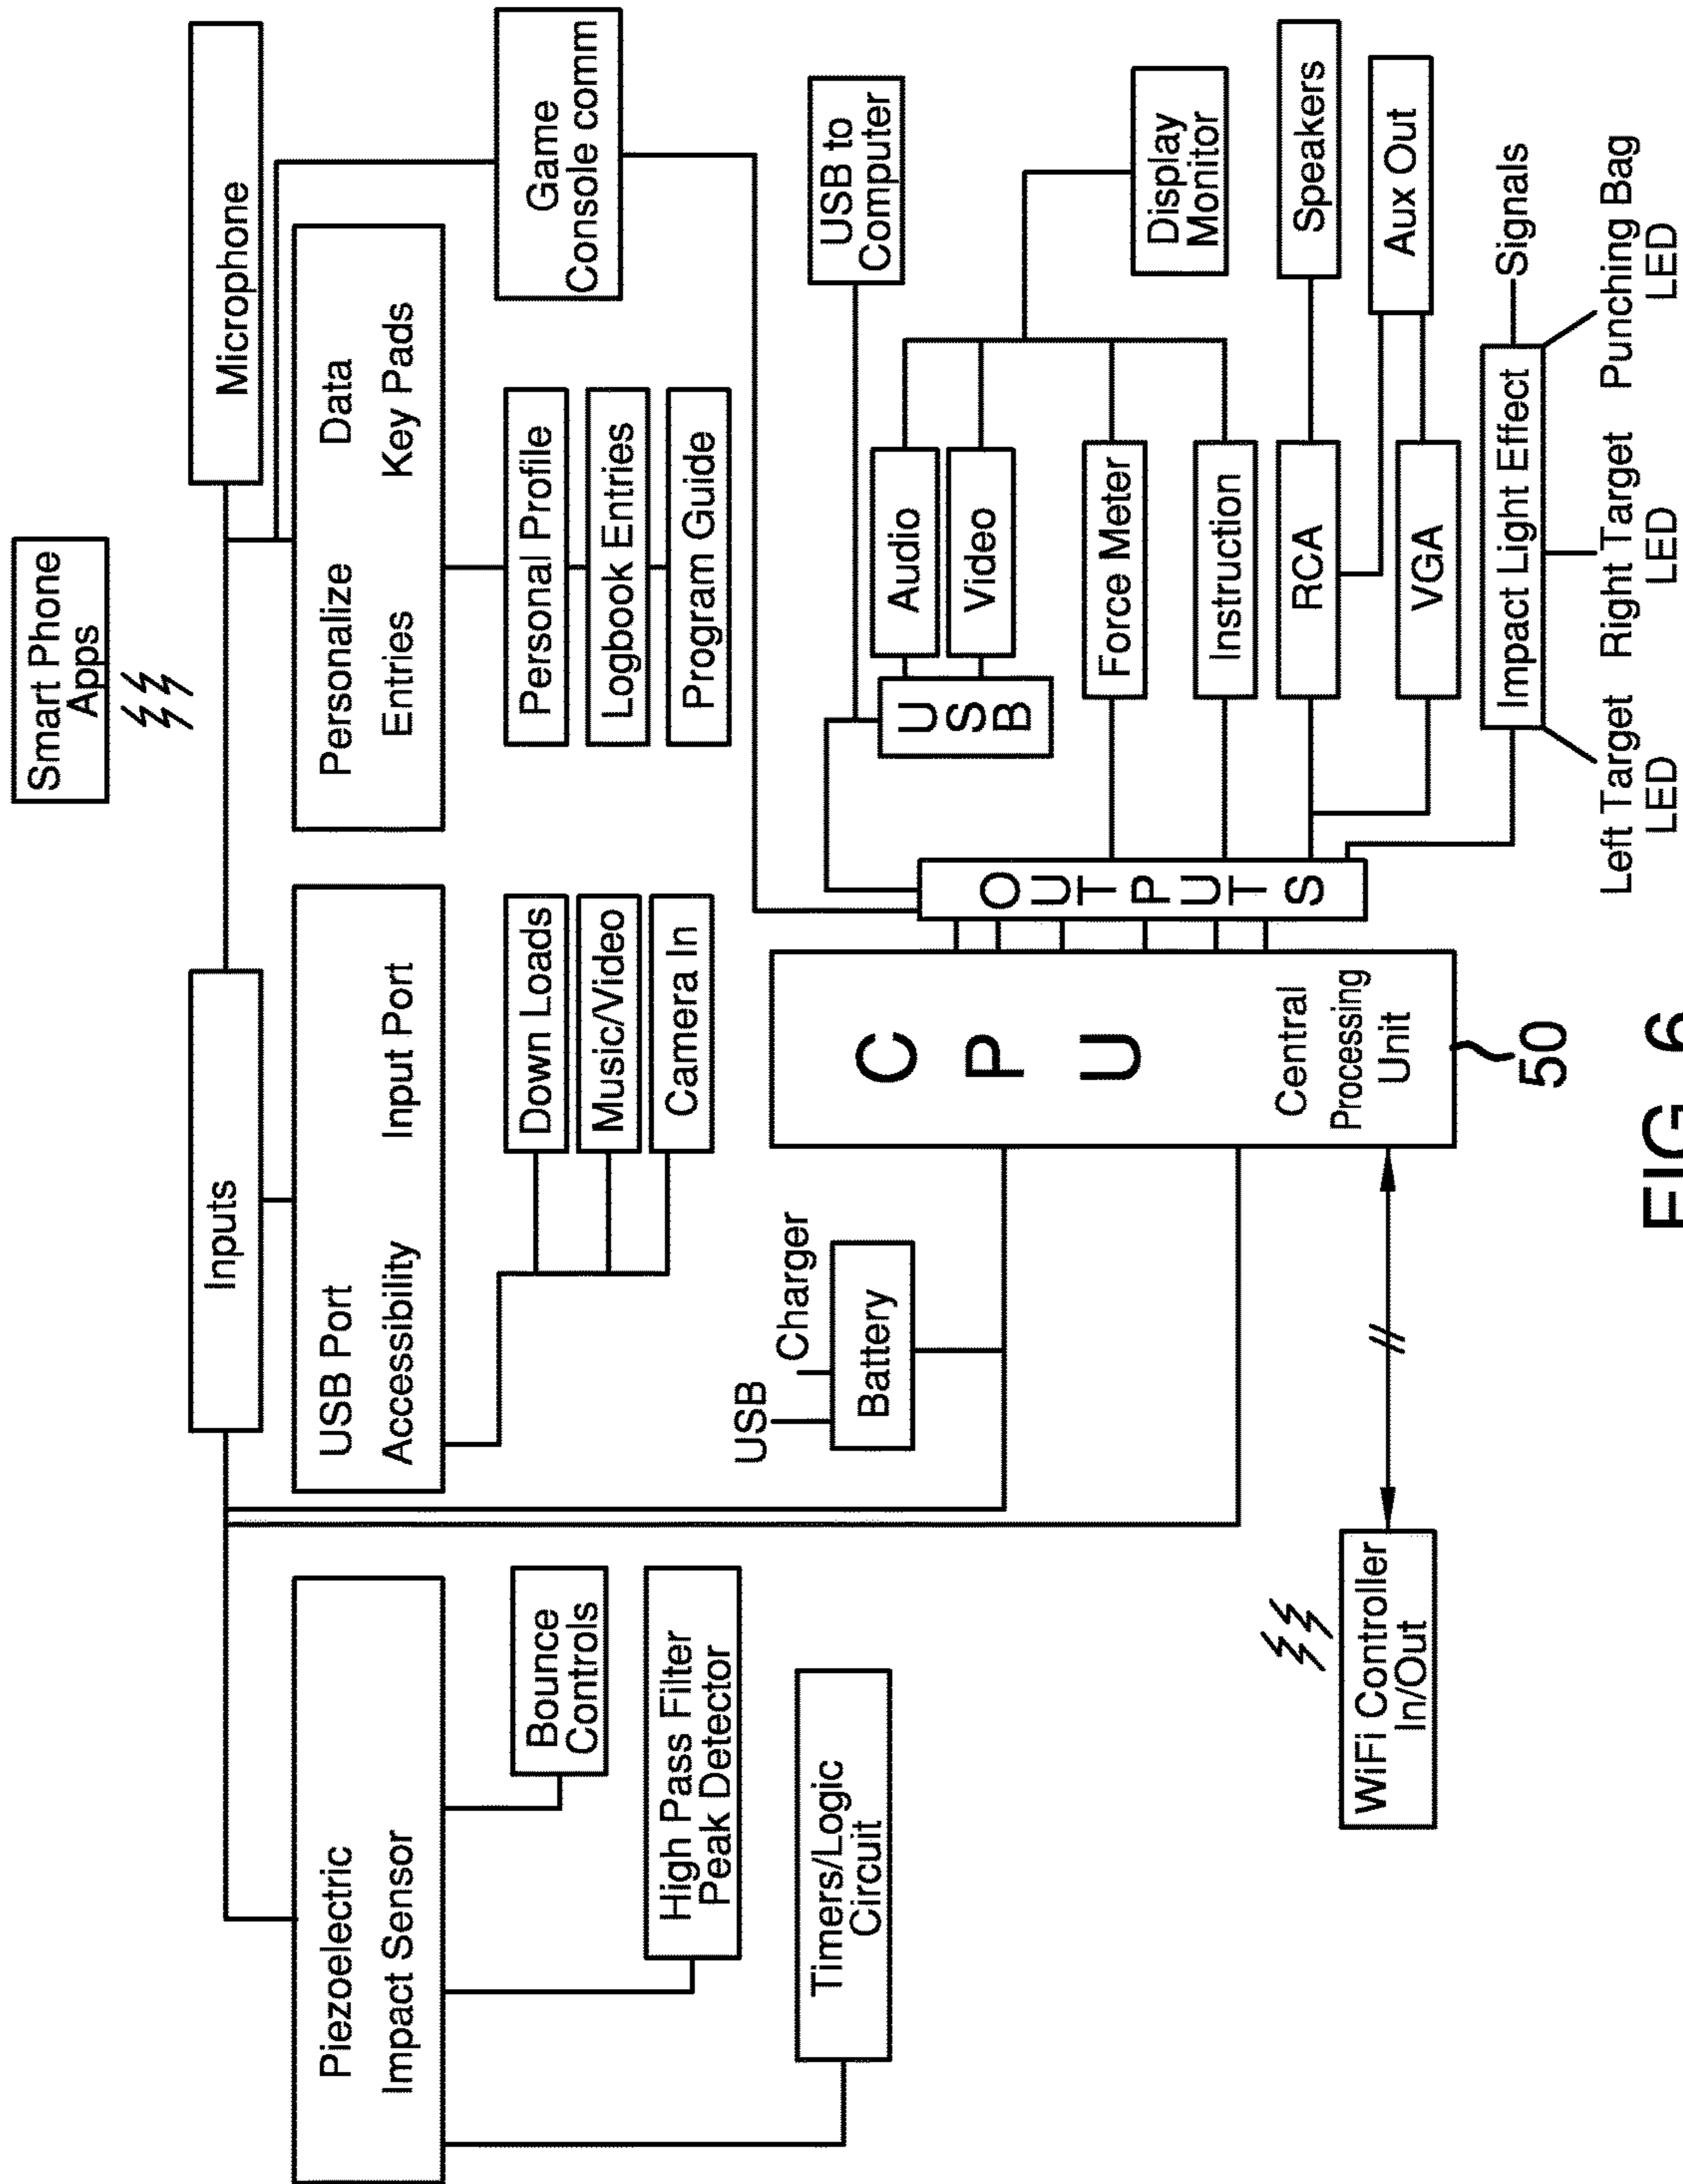 Smart Phone
Apps
Inputs
Microphone
Piezoelectric
Impact Sensor
Bounce
Controls
High Pass Filter
Peak Detector
Timers/Logic
Circuit
USB Port
Input Port
Accessibility
Down Loads
Music/Video
Camera In
Personalize
Data
Entries
Key Pads
Personal Profile
Logbook Entries
Program Guide
Game
Console comm
USB
Charger
Battery
WiFi Controller
In/Out
C
P
U
Central
Processing
Unit
50
O
U
T
P
U
T
S
U
S
B
Audio
Video
USB to
Computer
Force Meter
Instruction
Display
Monitor
RCA
Speakers
VGA
Aux Out
Impact Light Effect
Signals
Left Target
LED
Right Target
LED
Punching Bag
LED
FIG. 6